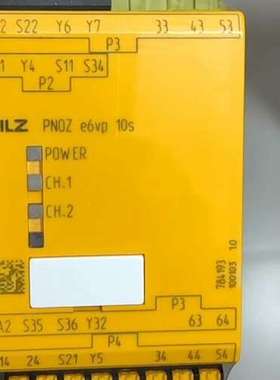 2 S22 Y6 Y7 33 43 53
P3
1 Y4 S11 S34
P2
ILZ PNOZ e6vp 10s
POWER
CH.1
CH.2
784193
100103 1.0
P3
A2 S35 S36 Y32 63 64
P4
14 24 S21 Y5 34 44 54